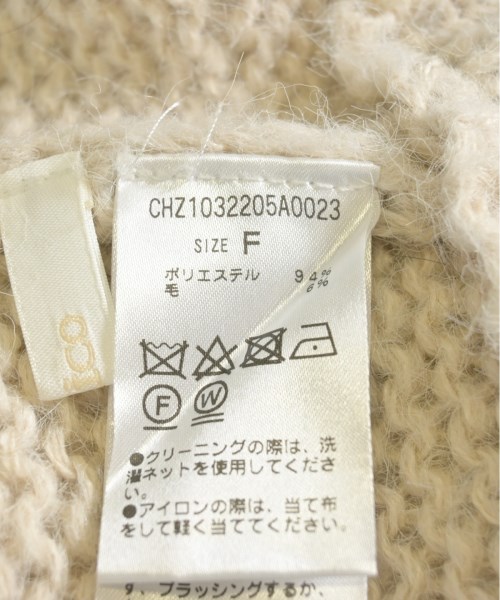 CHZ1032205A0023
SIZE F
ポリエステル 94%
毛 6%
F W
●クリーニングの際は、洗
濯ネットを使用してくださ
い。
●アイロンの際は、当て布
をして軽く当ててください。
9、ブラッシングするか、